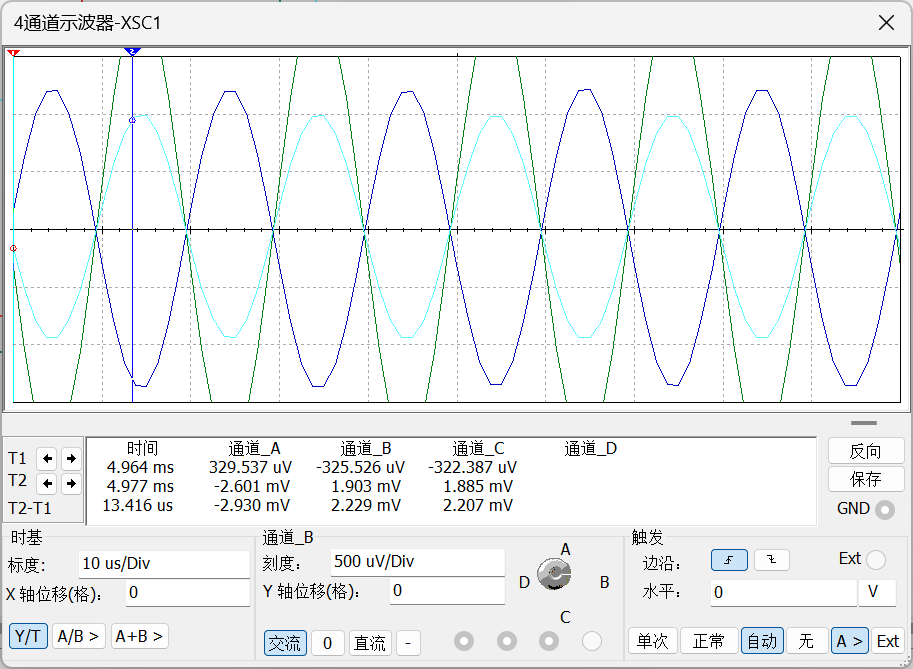 4通道示波器-XSC1
1
2
时间 通道_A 通道_B 通道_C 通道_D
T1 4.964 ms 329.537 uV -325.526 uV -322.387 uV
T2 4.977 ms -2.601 mV 1.903 mV 1.885 mV
T2-T1 13.416 us -2.930 mV 2.229 mV 2.207 mV
反向
保存
GND
时基
标度： 10 us/Div
X 轴位移(格)： 0
Y/T A/B > A+B >
通道_B
刻度： 500 uV/Div
Y 轴位移(格)： 0
交流 0 直流 -
A
D B
C
触发
边沿： Ext
水平： 0 V
单次 正常 自动 无 A > Ext